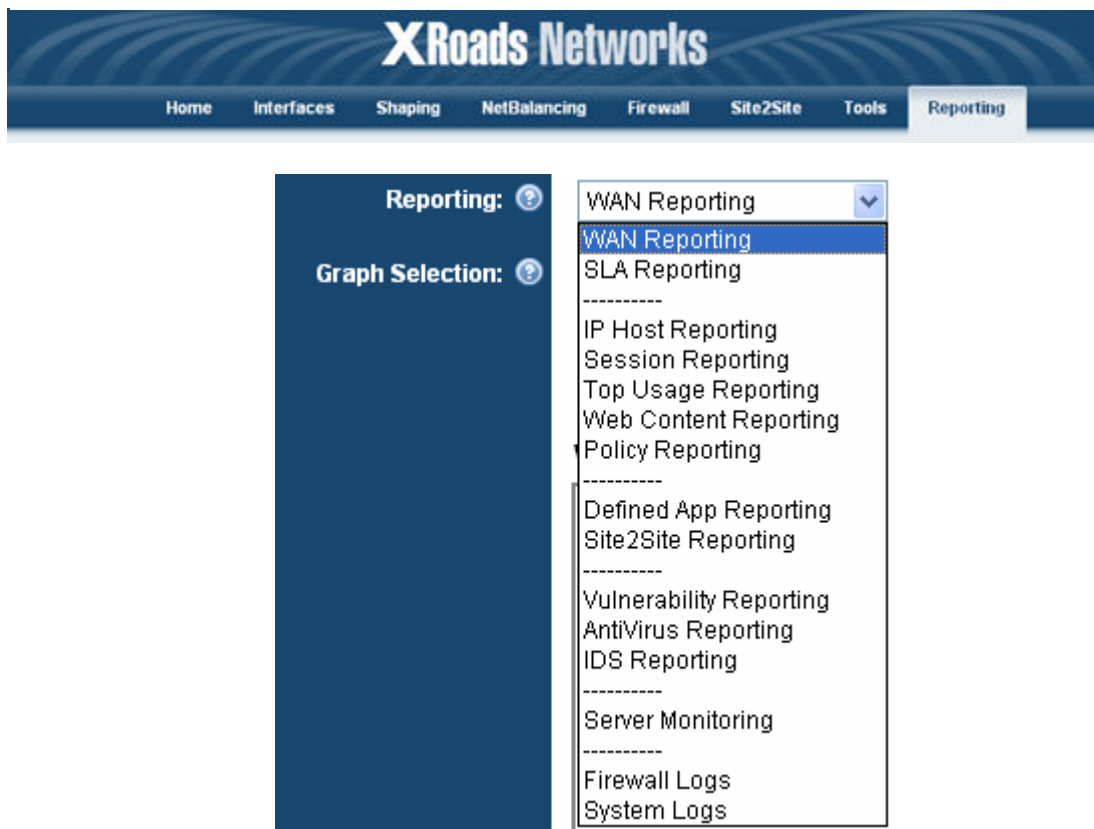 XRoads Networks
Home Interfaces Shaping NetBalancing Firewall Site2Site Tools Reporting
Reporting: ? WAN Reporting
WAN Reporting
Graph Selection: ? SLA Reporting
----------
IP Host Reporting
Session Reporting
Top Usage Reporting
Web Content Reporting
Policy Reporting
----------
Defined App Reporting
Site2Site Reporting
----------
Vulnerability Reporting
AntiVirus Reporting
IDS Reporting
----------
Server Monitoring
----------
Firewall Logs
System Logs